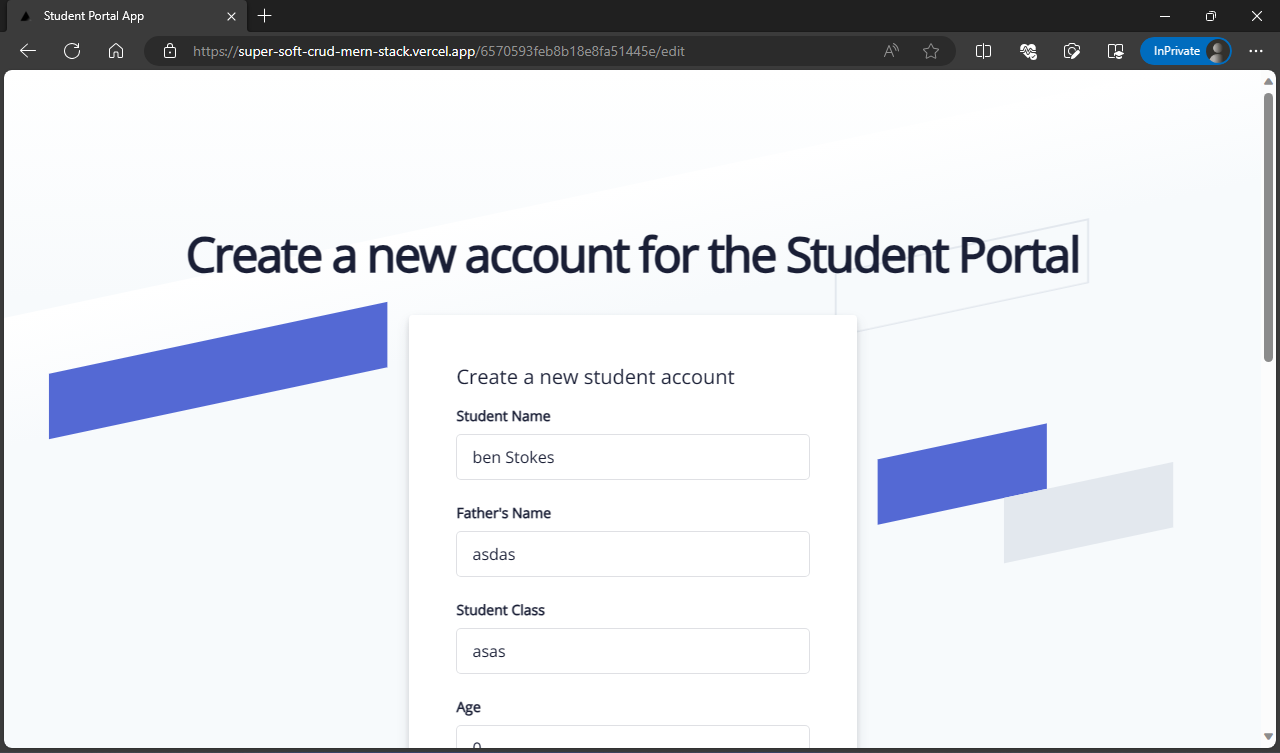 Student Portal App
https://super-soft-crud-mern-stack.vercel.app/6570593feb8b18e8fa51445e/edit
InPrivate
Create a new account for the Student Portal
Create a new student account
Student Name
ben Stokes
Father's Name
asdas
Student Class
asas
Age
0